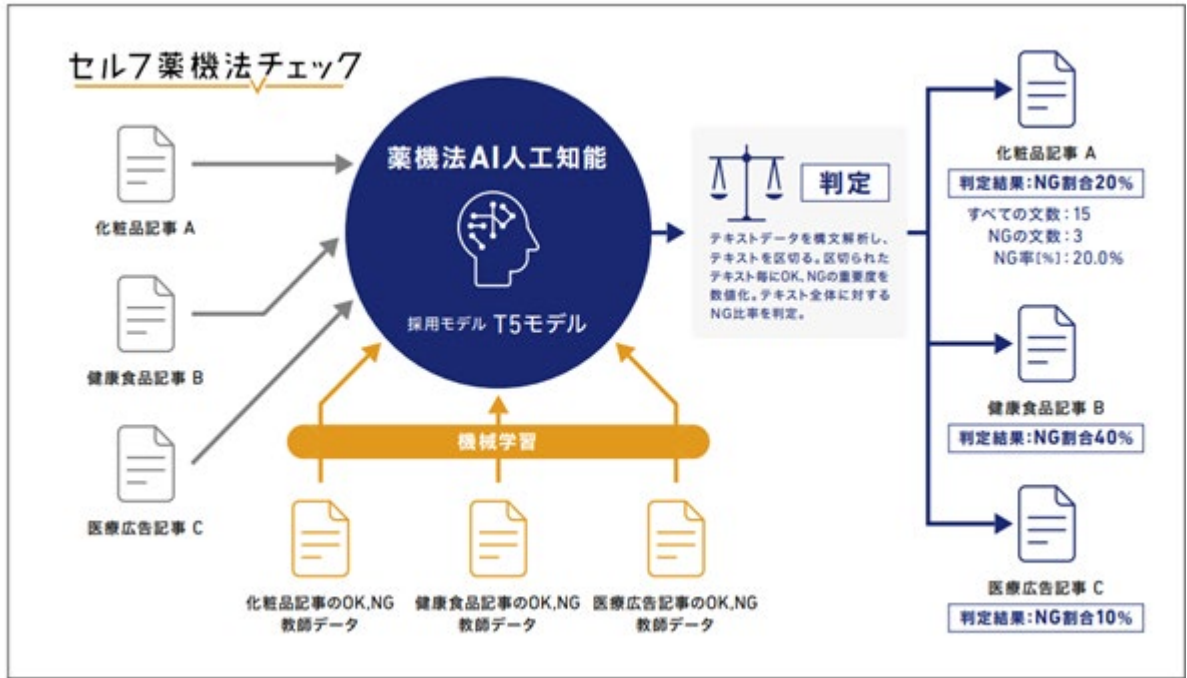 セルフ薬機法チェック
化粧品記事 A
健康食品記事 B
医療広告記事 C
薬機法AI人工知能
採用モデル T5モデル
機械学習
化粧品記事のOK,NG
教師データ
健康食品記事のOK,NG
教師データ
医療広告記事のOK,NG
教師データ
判定
テキストデータを構文解析し、
テキストを区切る。区切られた
テキスト毎にOK、NGの重要度を
数値化。テキスト全体に対する
NG比率を判定。
化粧品記事 A
判定結果:NG割合20%
すべての文数:15
NGの文数:3
NG率[%]:20.0%
健康食品記事 B
判定結果:NG割合40%
医療広告記事 C
判定結果:NG割合10%